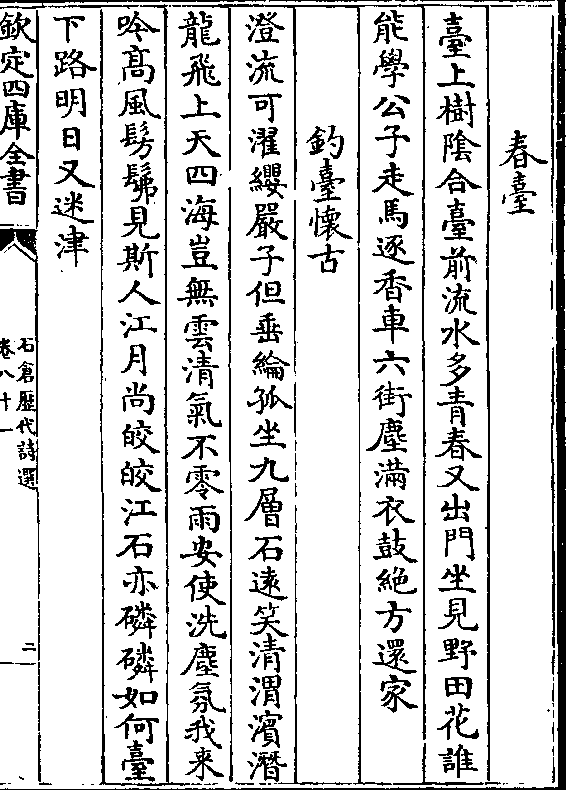 春臺
臺上樹陰合臺前流水多青春又出門坐見野田花誰
能學公子走馬逐香車六街塵滿衣鼓絶方還家
釣臺懷古
澄流可濯纓嚴子但垂綸孤坐九層石遠笑清渭濱潛
龍飛上天四海豈無雲清氣不零雨安使洗塵氛我来
吟髙風髣髴見斯人江月尚皎皎江石亦磷磷如何臺
下路明日又迷津
欽定四庫全書
石倉歷代詩選
卷八十一
二